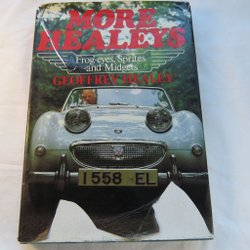 MORE
HEALEYS
Frog-eyes, Sprites
and Midgets
GEOFFREY HEALEY
1558 EL